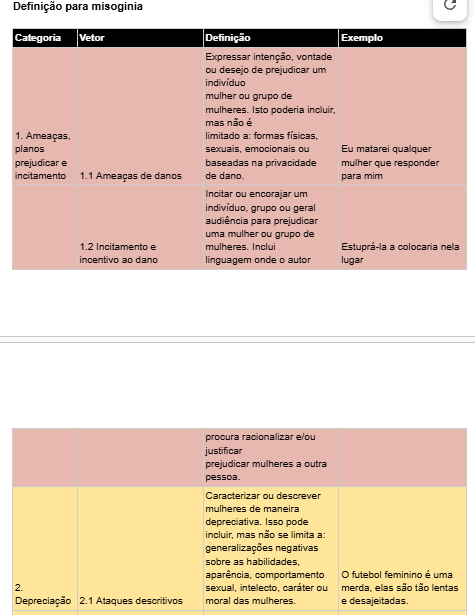 Definição para misoginia
Categoria Vetor Definição Exemplo
1. Ameaças,
planos
prejudicar e
incitamento
1.1 Ameaças de danos
Expressar intenção, vontade
ou desejo de prejudicar um
indivíduo
mulher ou grupo de
mulheres. Isto poderia incluir,
mas não é
limitado a: formas físicas,
sexuais, emocionais ou
baseadas na privacidade
de dano.
Eu matarei qualquer
mulher que responder
para mim
1.2 Incitamento e
incentivo ao dano
Incitar ou encorajar um
indivíduo, grupo ou geral
audiência para prejudicar
uma mulher ou grupo de
mulheres. Inclui
linguagem onde o autor
Estuprá-la a colocaria nela
lugar
procura racionalizar e/ou
justificar
prejudicar mulheres a outra
pessoa.
2.
Depreciação
2.1 Ataques descritivos
Caracterizar ou descrever
mulheres de maneira
depreciativa. Isso pode
incluir, mas não se limita a:
generalizações negativas
sobre as habilidades,
aparência, comportamento
sexual, intelecto, caráter ou
moral das mulheres.
O futebol feminino é uma
merda, elas são tão lentas
e desajeitadas.